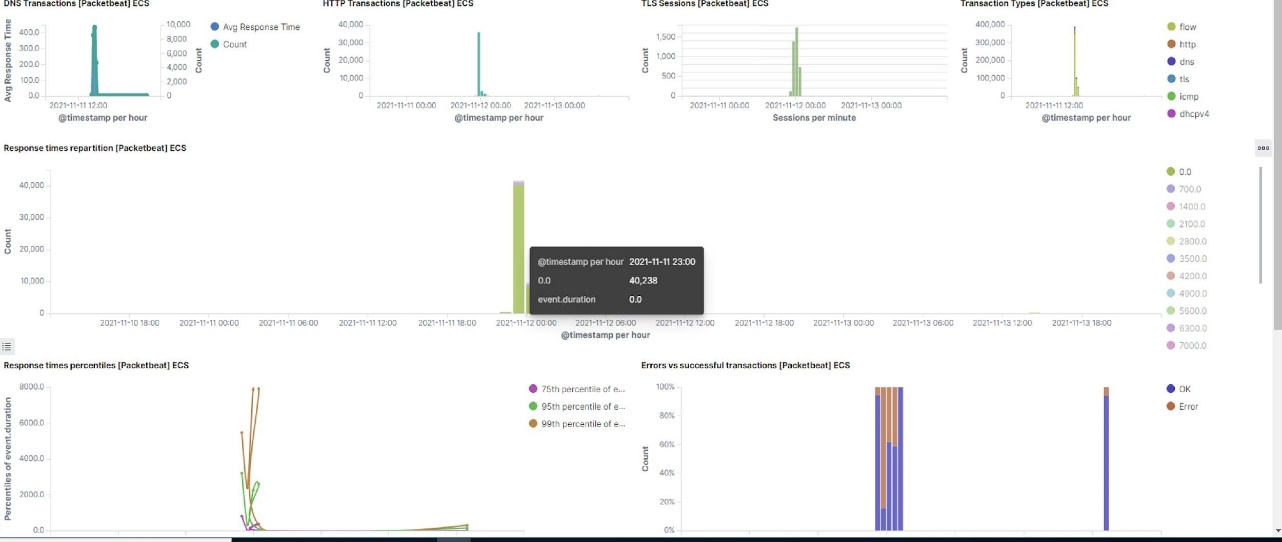 DNS Transactions [Packetbeat] ECS
Avg Response Time
400.0
300.0
200.0
100.0
0.0
10,000
8,000
6,000
4,000
2,000
0
Count
2021-11-11 12:00
@timestamp per hour
Avg Response Time
Count
HTTP Transactions [Packetbeat] ECS
Count
40,000
30,000
20,000
10,000
0
2021-11-11 00:00
2021-11-12 00:00
2021-11-13 00:00
@timestamp per hour
TLS Sessions [Packetbeat] ECS
Count
1,500
1,000
500
0
2021-11-11 00:00
2021-11-12 00:00
2021-11-13 00:00
Sessions per minute
Transaction Types [Packetbeat] ECS
Count
400,000
300,000
200,000
100,000
0
2021-11-11 12:00
@timestamp per hour
flow
http
dns
tls
icmp
dhcpv4
Response times repartition [Packetbeat] ECS
Count
40,000
30,000
20,000
10,000
0
@timestamp per hour 2021-11-11 23:00
0.0 40,238
event.duration 0.0
2021-11-10 18:00
2021-11-11 00:00
2021-11-11 06:00
2021-11-11 12:00
2021-11-11 18:00
2021-11-12 00:00
2021-11-12 06:00
2021-11-12 12:00
2021-11-12 18:00
2021-11-13 00:00
2021-11-13 06:00
2021-11-13 12:00
2021-11-13 18:00
@timestamp per hour
0.0
700.0
1400.0
2100.0
2800.0
3500.0
4200.0
4900.0
5600.0
6300.0
7000.0
Response times percentiles [Packetbeat] ECS
Percentiles of event.duration
8000.0
6000.0
4000.0
2000.0
0.0
75th percentile of e...
95th percentile of e...
99th percentile of e...
Errors vs successful transactions [Packetbeat] ECS
Count
100%
80%
60%
40%
20%
0%
OK
Error